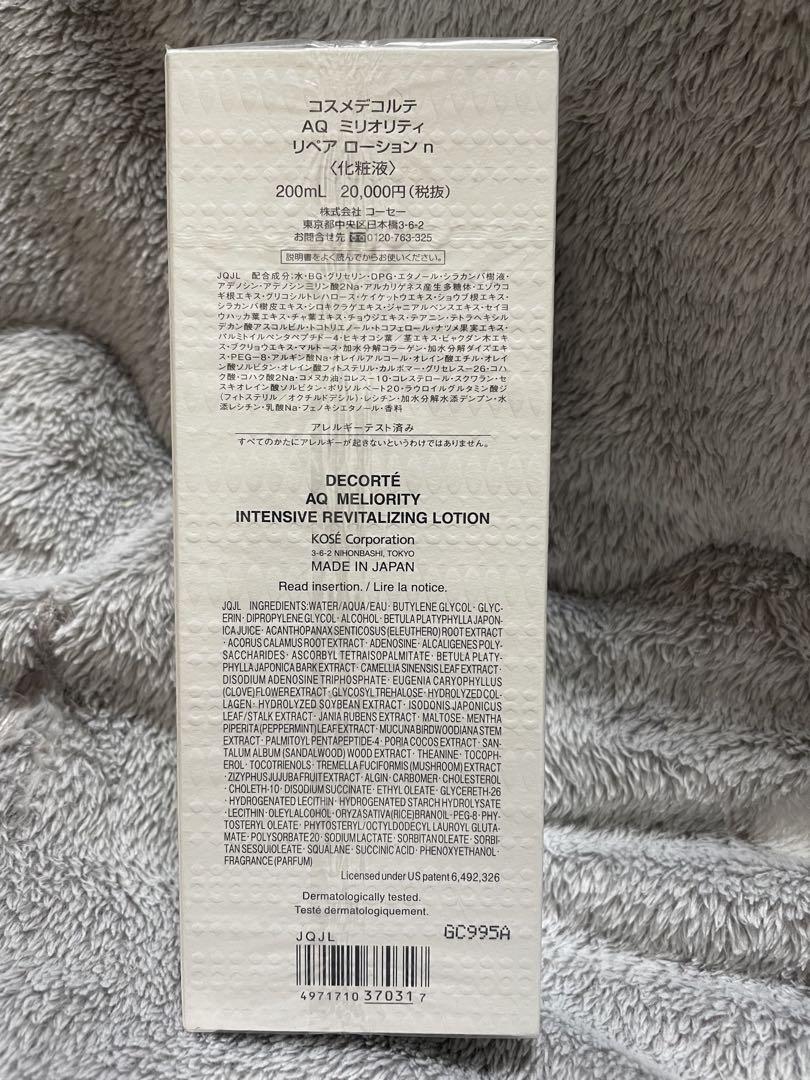 コスメデコルテ
AQ ミリオリティ
リペア ローション n
〈化粧液〉
200mL 20,000円(税抜)
株式会社 コーセー
東京都中央区日本橋3-6-2
お問合せ先 0120-763-325
説明書をよく読んでからお使いください。
JQJL 配合成分:水・BG・グリセリン・DPG・エタノール・シラカンバ樹液・
アデノシン・アデノシン三リン酸2Na・アルカリゲネス産生多糖体・エゾウコ
ギ根エキス・グリコシルトレハロース・ケイケットウエキス・ショウブ根エキス・
シラカンバ樹皮エキス・シロキクラゲエキス・ジャニアルベンスエキス・セイヨ
ウハッカ葉エキス・チャ葉エキス・チョウジエキス・テアニン・テトラヘキシル
デカン酸アスコルビル・トコトリエノール・トコフェロール・ナツメ果実エキス・
パルミトイルペンタペプチド-4・ヒキオコシ葉/茎エキス・ビャクダン木エキ
ス・ブクリョウエキス・マルトース・加水分解コラーゲン・加水分解ダイズエキ
ス・PEG-8・アルギン酸Na・オレイルアルコール・オレイン酸エチル・オレイ
ン酸ソルビタン・オレイン酸フィトステリル・カルボマー・グリセレス-26・コハ
ク酸・コハク酸2Na・コメヌカ油・コレス-10・コレステロール・スクワラン・セ
スキオレイン酸ソルビタン・ポリソルベート20・ラウロイルグルタミン酸ジ
(フィトステリル/オクチルドデシル)・レシチン・加水分解水添デンプン・水
添レシチン・乳酸Na・フェノキシエタノール・香料
アレルギーテスト済み
すべてのかたにアレルギーが起きないというわけではありません。
DECORTÉ
AQ MELIORITY
INTENSIVE REVITALIZING LOTION
KOSÉ Corporation
3-6-2 NIHONBASHI, TOKYO
MADE IN JAPAN
Read insertion. / Lire la notice.
JQJL INGREDIENTS:WATER/AQUA/EAU・BUTYLENE GLYCOL・GLYC-
ERIN・DIPROPYLENE GLYCOL・ALCOHOL・BETULA PLATYPHYLLA JAPON-
ICA JUICE・ACANTHOPANAX SENTICOSUS (ELEUTHERO) ROOT EXTRACT
・ACORUS CALAMUS ROOT EXTRACT・ADENOSINE・ALCALIGENES POLY-
SACCHARIDES・ASCORBYL TETRAISOPALMITATE・BETULA PLATY-
PHYLLA JAPONICA BARK EXTRACT・CAMELLIA SINENSIS LEAF EXTRACT・
DISODIUM ADENOSINE TRIPHOSPHATE・EUGENIA CARYOPHYLLUS
(CLOVE) FLOWER EXTRACT・GLYCOSYL TREHALOSE・HYDROLYZED COL-
LAGEN・HYDROLYZED SOYBEAN EXTRACT・ISODONIS JAPONICUS
LEAF/STALK EXTRACT・JANIA RUBENS EXTRACT・MALTOSE・MENTHA
PIPERITA (PEPPERMINT) LEAF EXTRACT・MUCUNA BIRDWOODIANA STEM
EXTRACT・PALMITOYL PENTAPEPTIDE-4・PORIA COCOS EXTRACT・SAN-
TALUM ALBUM (SANDALWOOD) WOOD EXTRACT・THEANINE・TOCOPH-
EROL・TOCOTRIENOLS・TREMELLA FUCIFORMIS (MUSHROOM) EXTRACT
・ZIZYPHUS JUJUBA FRUIT EXTRACT・ALGIN・CARBOMER・CHOLESTEROL
・CHOLETH-10・DISODIUM SUCCINATE・ETHYL OLEATE・GLYCERETH-26
・HYDROGENATED LECITHIN・HYDROGENATED STARCH HYDROLYSATE
・LECITHIN・OLEYL ALCOHOL・ORYZA SATIVA (RICE) BRAN OIL・PEG-8・PHY-
TOSTERYL OLEATE・PHYTOSTERYL/OCTYLDODECYL LAUROYL GLUTA-
MATE・POLYSORBATE 20・SODIUM LACTATE・SORBITAN OLEATE・SORBI-
TAN SESQUIOLEATE・SQUALANE・SUCCINIC ACID・PHENOXYETHANOL・
FRAGRANCE (PARFUM)
Licensed under US patent 6,492,326
Dermatologically tested.
Testé dermatologiquement.
JQJL
GC995A
4971710 370317